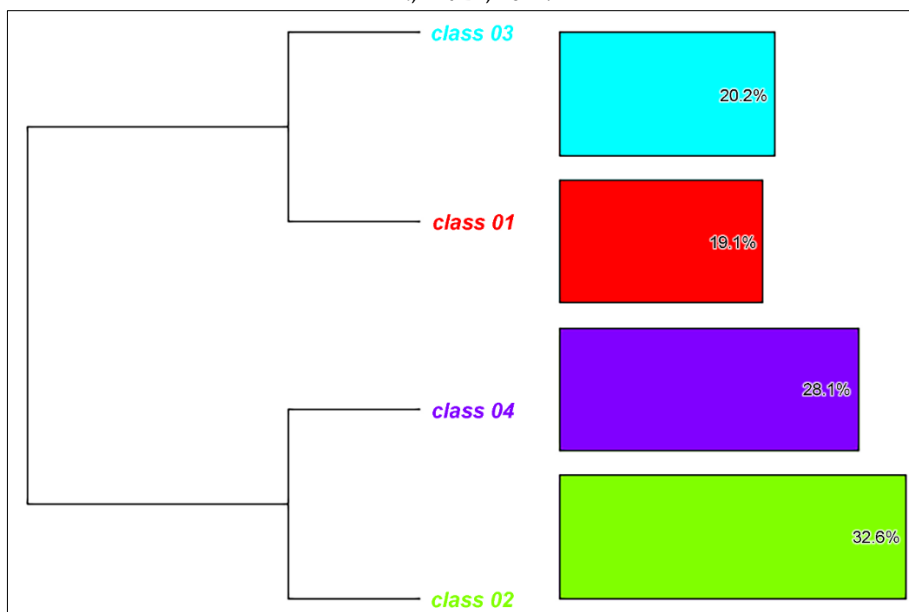 class 03
20.2%
class 01
19.1%
28.1%
class 04
32.6%
class 02